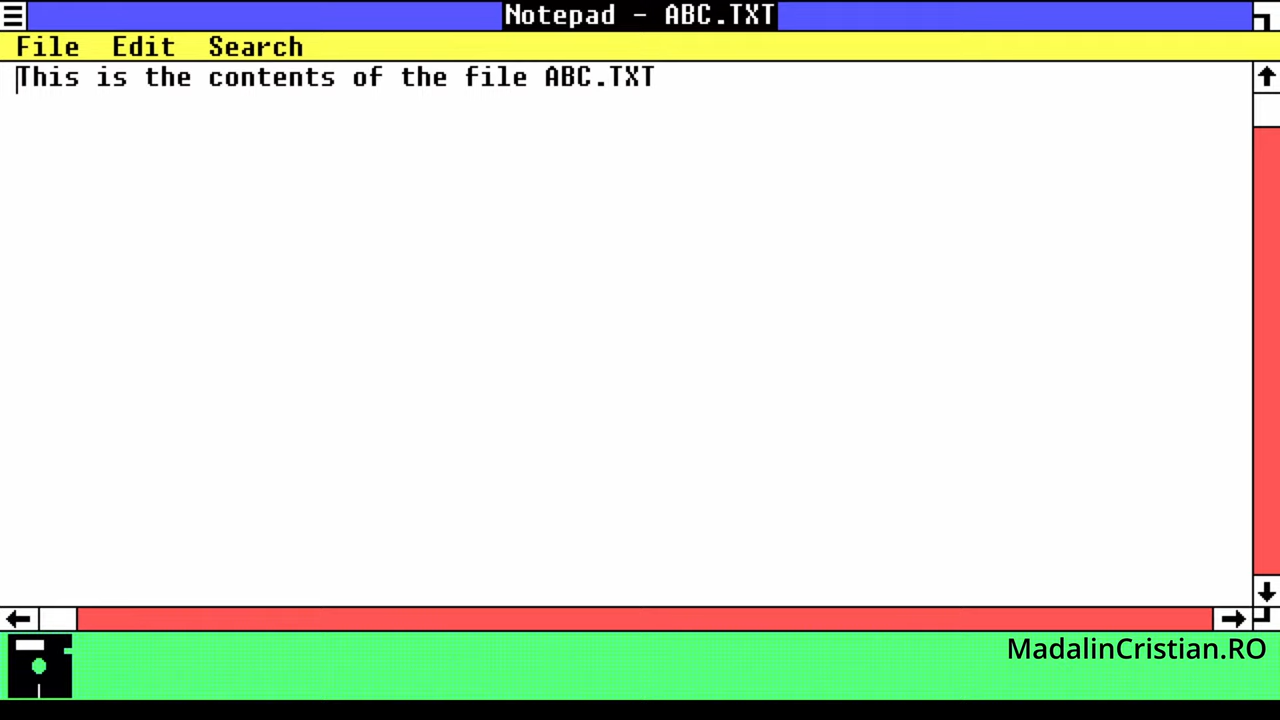 Notepad - ABC.TXT
File Edit Search
This is the contents of the file ABC.TXT
MadalinCristian.RO